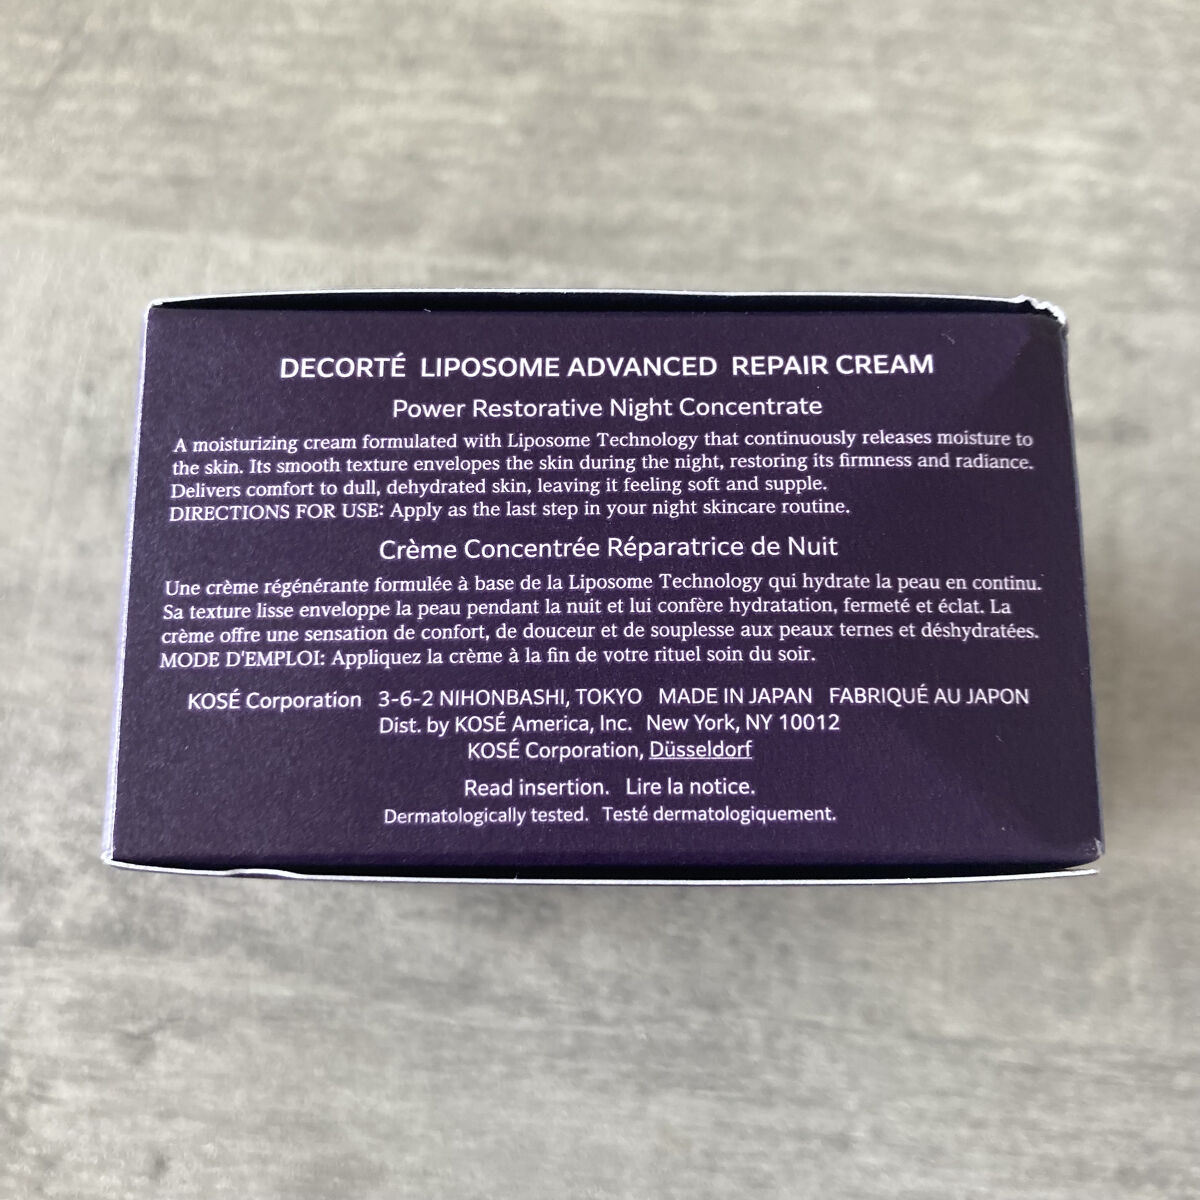 DECORTÉ LIPOSOME ADVANCED REPAIR CREAM
Power Restorative Night Concentrate
A moisturizing cream formulated with Liposome Technology that continuously releases moisture to
the skin. Its smooth texture envelopes the skin during the night, restoring its firmness and radiance.
Delivers comfort to dull, dehydrated skin, leaving it feeling soft and supple.
DIRECTIONS FOR USE: Apply as the last step in your night skincare routine.
Crème Concentrée Réparatrice de Nuit
Une crème régénérante formulée à base de la Liposome Technology qui hydrate la peau en continu.
Sa texture lisse enveloppe la peau pendant la nuit et lui confère hydratation, fermeté et éclat. La
crème offre une sensation de confort, de douceur et de souplesse aux peaux ternes et déshydratées.
MODE D'EMPLOI: Appliquez la crème à la fin de votre rituel soin du soir.
KOSÉ Corporation 3-6-2 NIHONBASHI, TOKYO MADE IN JAPAN FABRIQUÉ AU JAPON
Dist. by KOSÉ America, Inc. New York, NY 10012
KOSÉ Corporation, Düsseldorf
Read insertion. Lire la notice.
Dermatologically tested. Testé dermatologiquement.